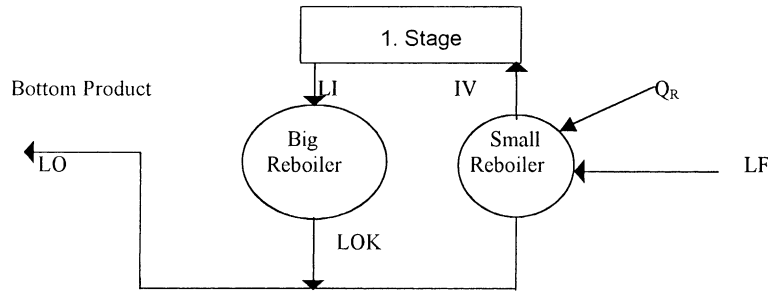 1. Stage
Bottom Product
LI
IV
QR
Big
Reboiler
Small
Reboiler
LO
LF
LOK